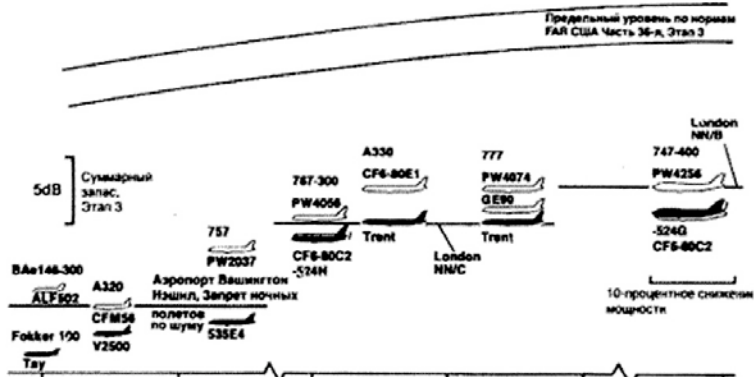 Предельный уровень по нормам
FAR США Часть 36-я, Этап 3
London
NN/B
5dB
Суммарный
запас,
Этап 3
A330
CF6-80E1
Trent
777
PW4074
GE90
Trent
747-400
PW4256
-524G
CF6-80C2
767-300
PW4056
CF6-80C2
-524H
London
NN/C
757
PW2037
535E4
Аэропорт Вашингтон
Нэшнл, Запрет ночных
полетов
по шуму
BAe146-300
ALF502
A320
CFM56
V2500
Fokker 100
Tay
10-процентное снижение
мощности